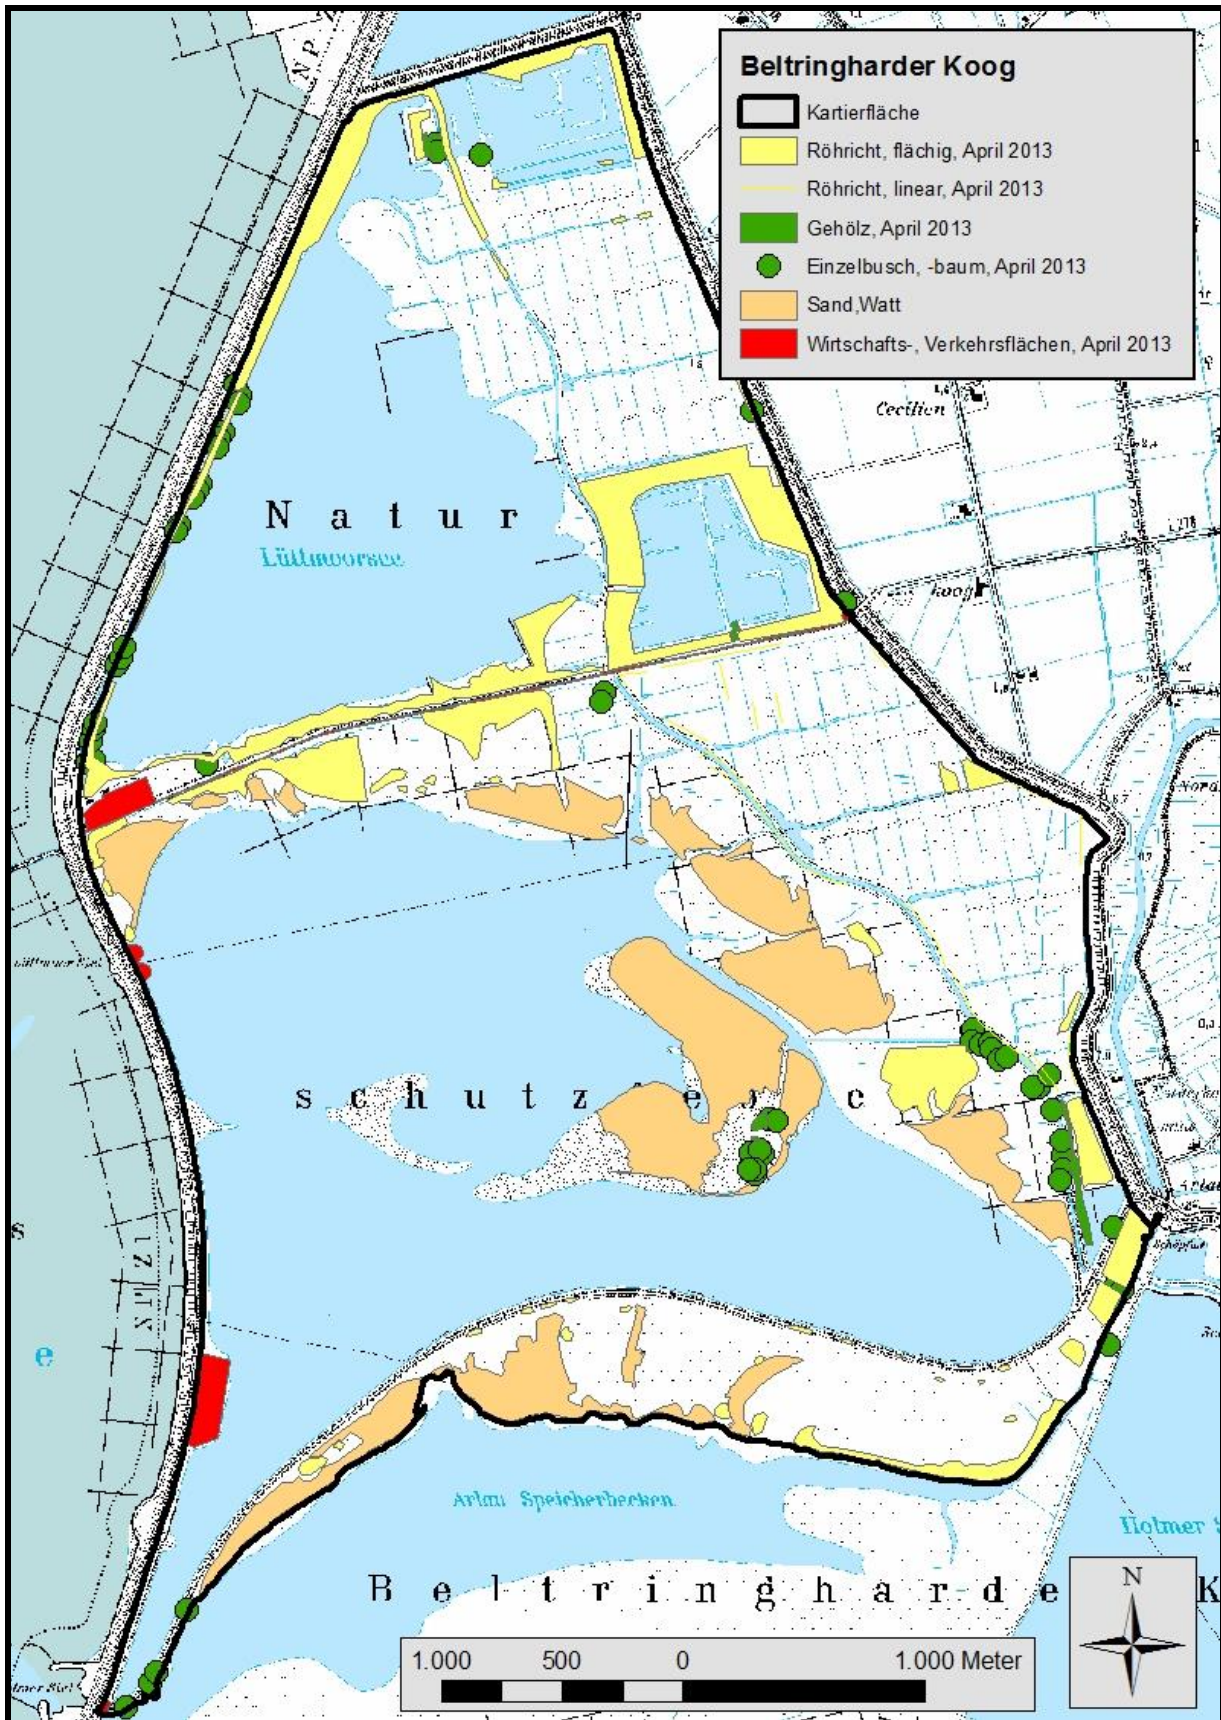 N P
Beltringharder Koog
Kartierfläche
Röhricht, flächig, April 2013
Röhricht, linear, April 2013
Gehölz, April 2013
Einzelbusch, -baum, April 2013
Sand,Watt
Wirtschafts-, Verkehrsflächen, April 2013
Cecilien
N a t u r
Lüttmoorsee
Koog
s c h u t z
e
Arlau Speicherbecken
Holmer
B e l t r i n g h a r d e K
N
1.000 500 0 1.000 Meter